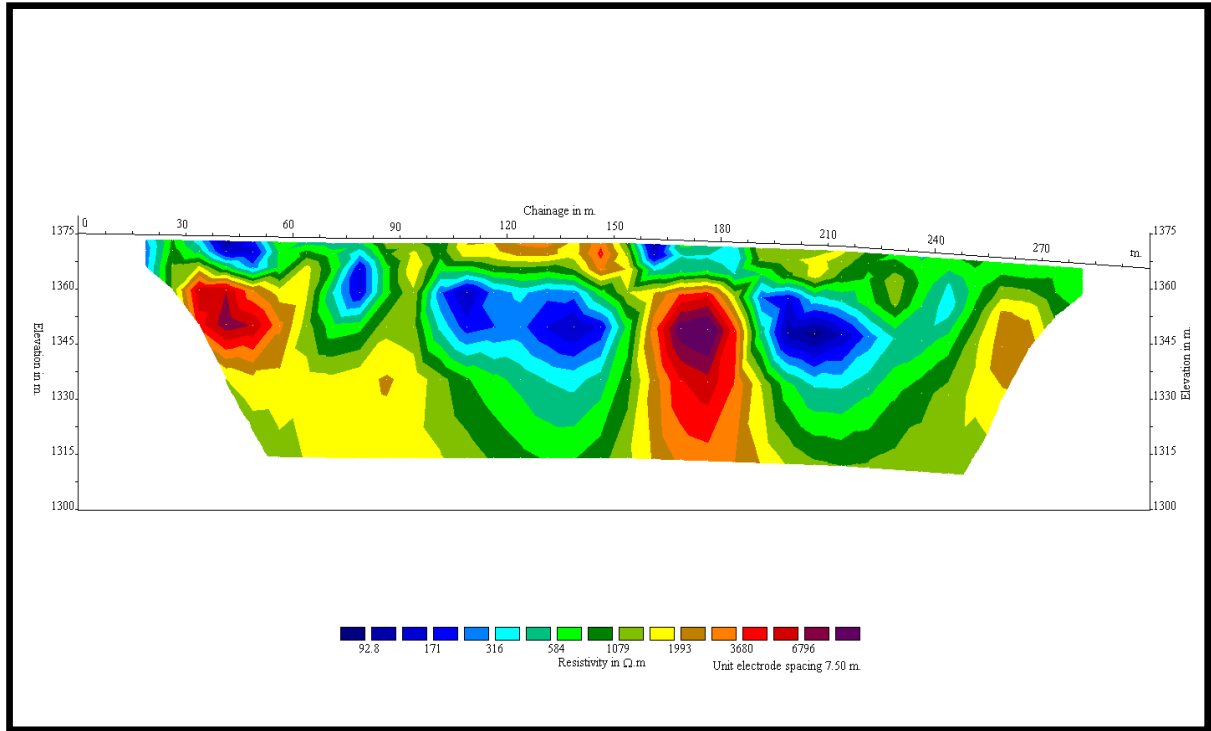 Chainage in m.
0 30 60 90 120 150 180 210 240 270 m.
1375 1375
1360 1360
1345 1345
1330 1330
1315 1315
1300 1300
Elevation in m
Elevation in m.
92.8 171 316 584 1079 1993 3680 6796
Resistivity in Ω.m Unit electrode spacing 7.50 m.